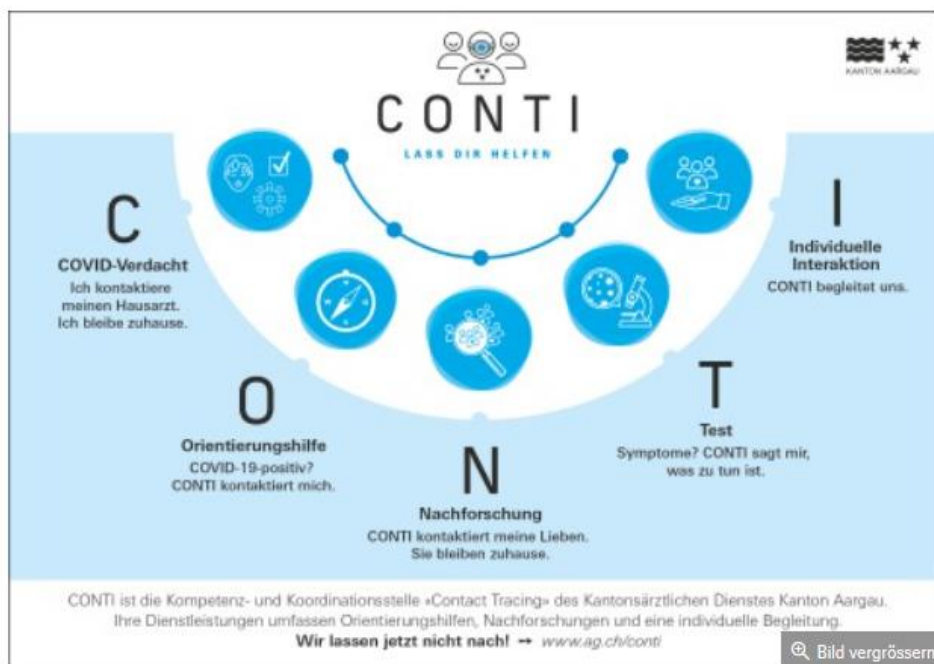 KANTON AARGAU
CONTI
LASS DIR HELFEN
C
COVID-Verdacht
Ich kontaktiere
meinen Hausarzt.
Ich bleibe zuhause.
O
Orientierungshilfe
COVID-19-positiv?
CONTI kontaktiert mich.
N
Nachforschung
CONTI kontaktiert meine Lieben.
Sie bleiben zuhause.
T
Test
Symptome? CONTI sagt mir,
was zu tun ist.
I
Individuelle
Interaktion
CONTI begleitet uns.
CONTI ist die Kompetenz- und Koordinationsstelle «Contact Tracing» des Kantonsärztlichen Dienstes Kanton Aargau.
Ihre Dienstleistungen umfassen Orientierungshilfen, Nachforschungen und eine individuelle Begleitung.
Wir lassen jetzt nicht nach! → www.ag.ch/conti
Bild vergrössern